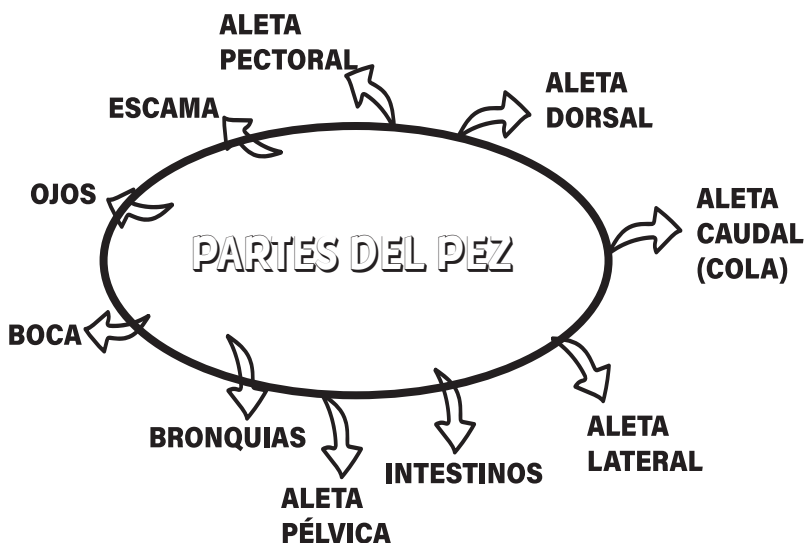 ALETA
PECTORAL
ALETA
DORSAL
ESCAMA
OJOS
ALETA
CAUDAL
(COLA)
PARTES DEL PEZ
BOCA
BRONQUIAS
ALETA
PÉLVICA
INTESTINOS
ALETA
LATERAL